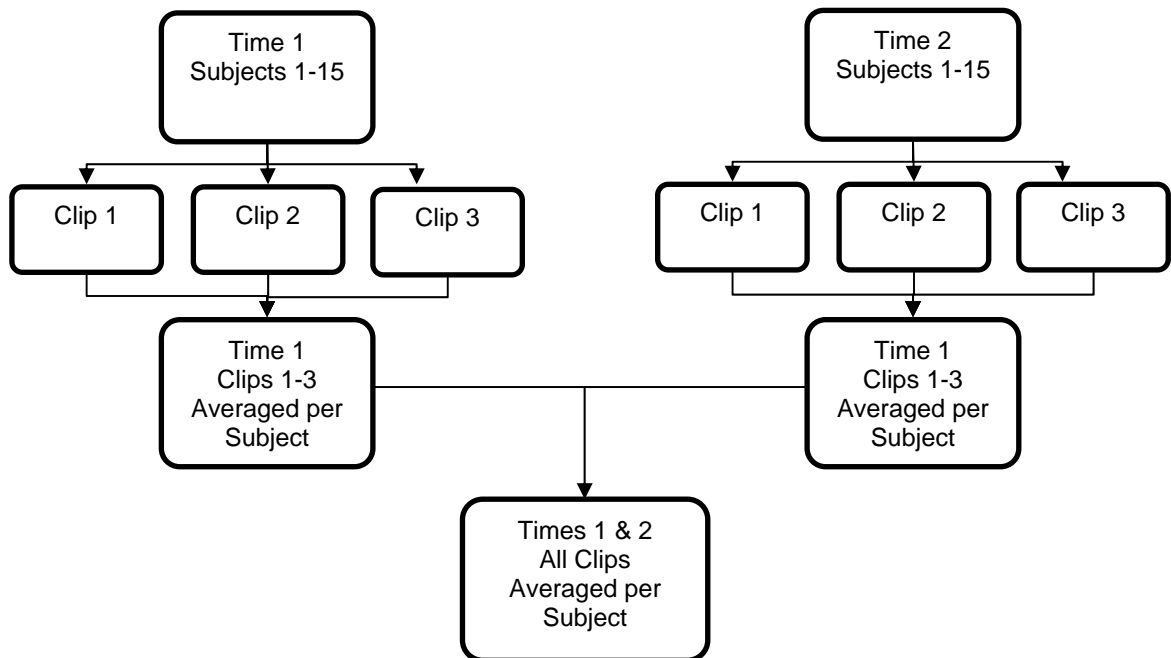 Time 1
Subjects 1-15
Time 2
Subjects 1-15
Clip 1
Clip 2
Clip 3
Clip 1
Clip 2
Clip 3
Time 1
Clips 1-3
Averaged per
Subject
Time 1
Clips 1-3
Averaged per
Subject
Times 1 & 2
All Clips
Averaged per
Subject